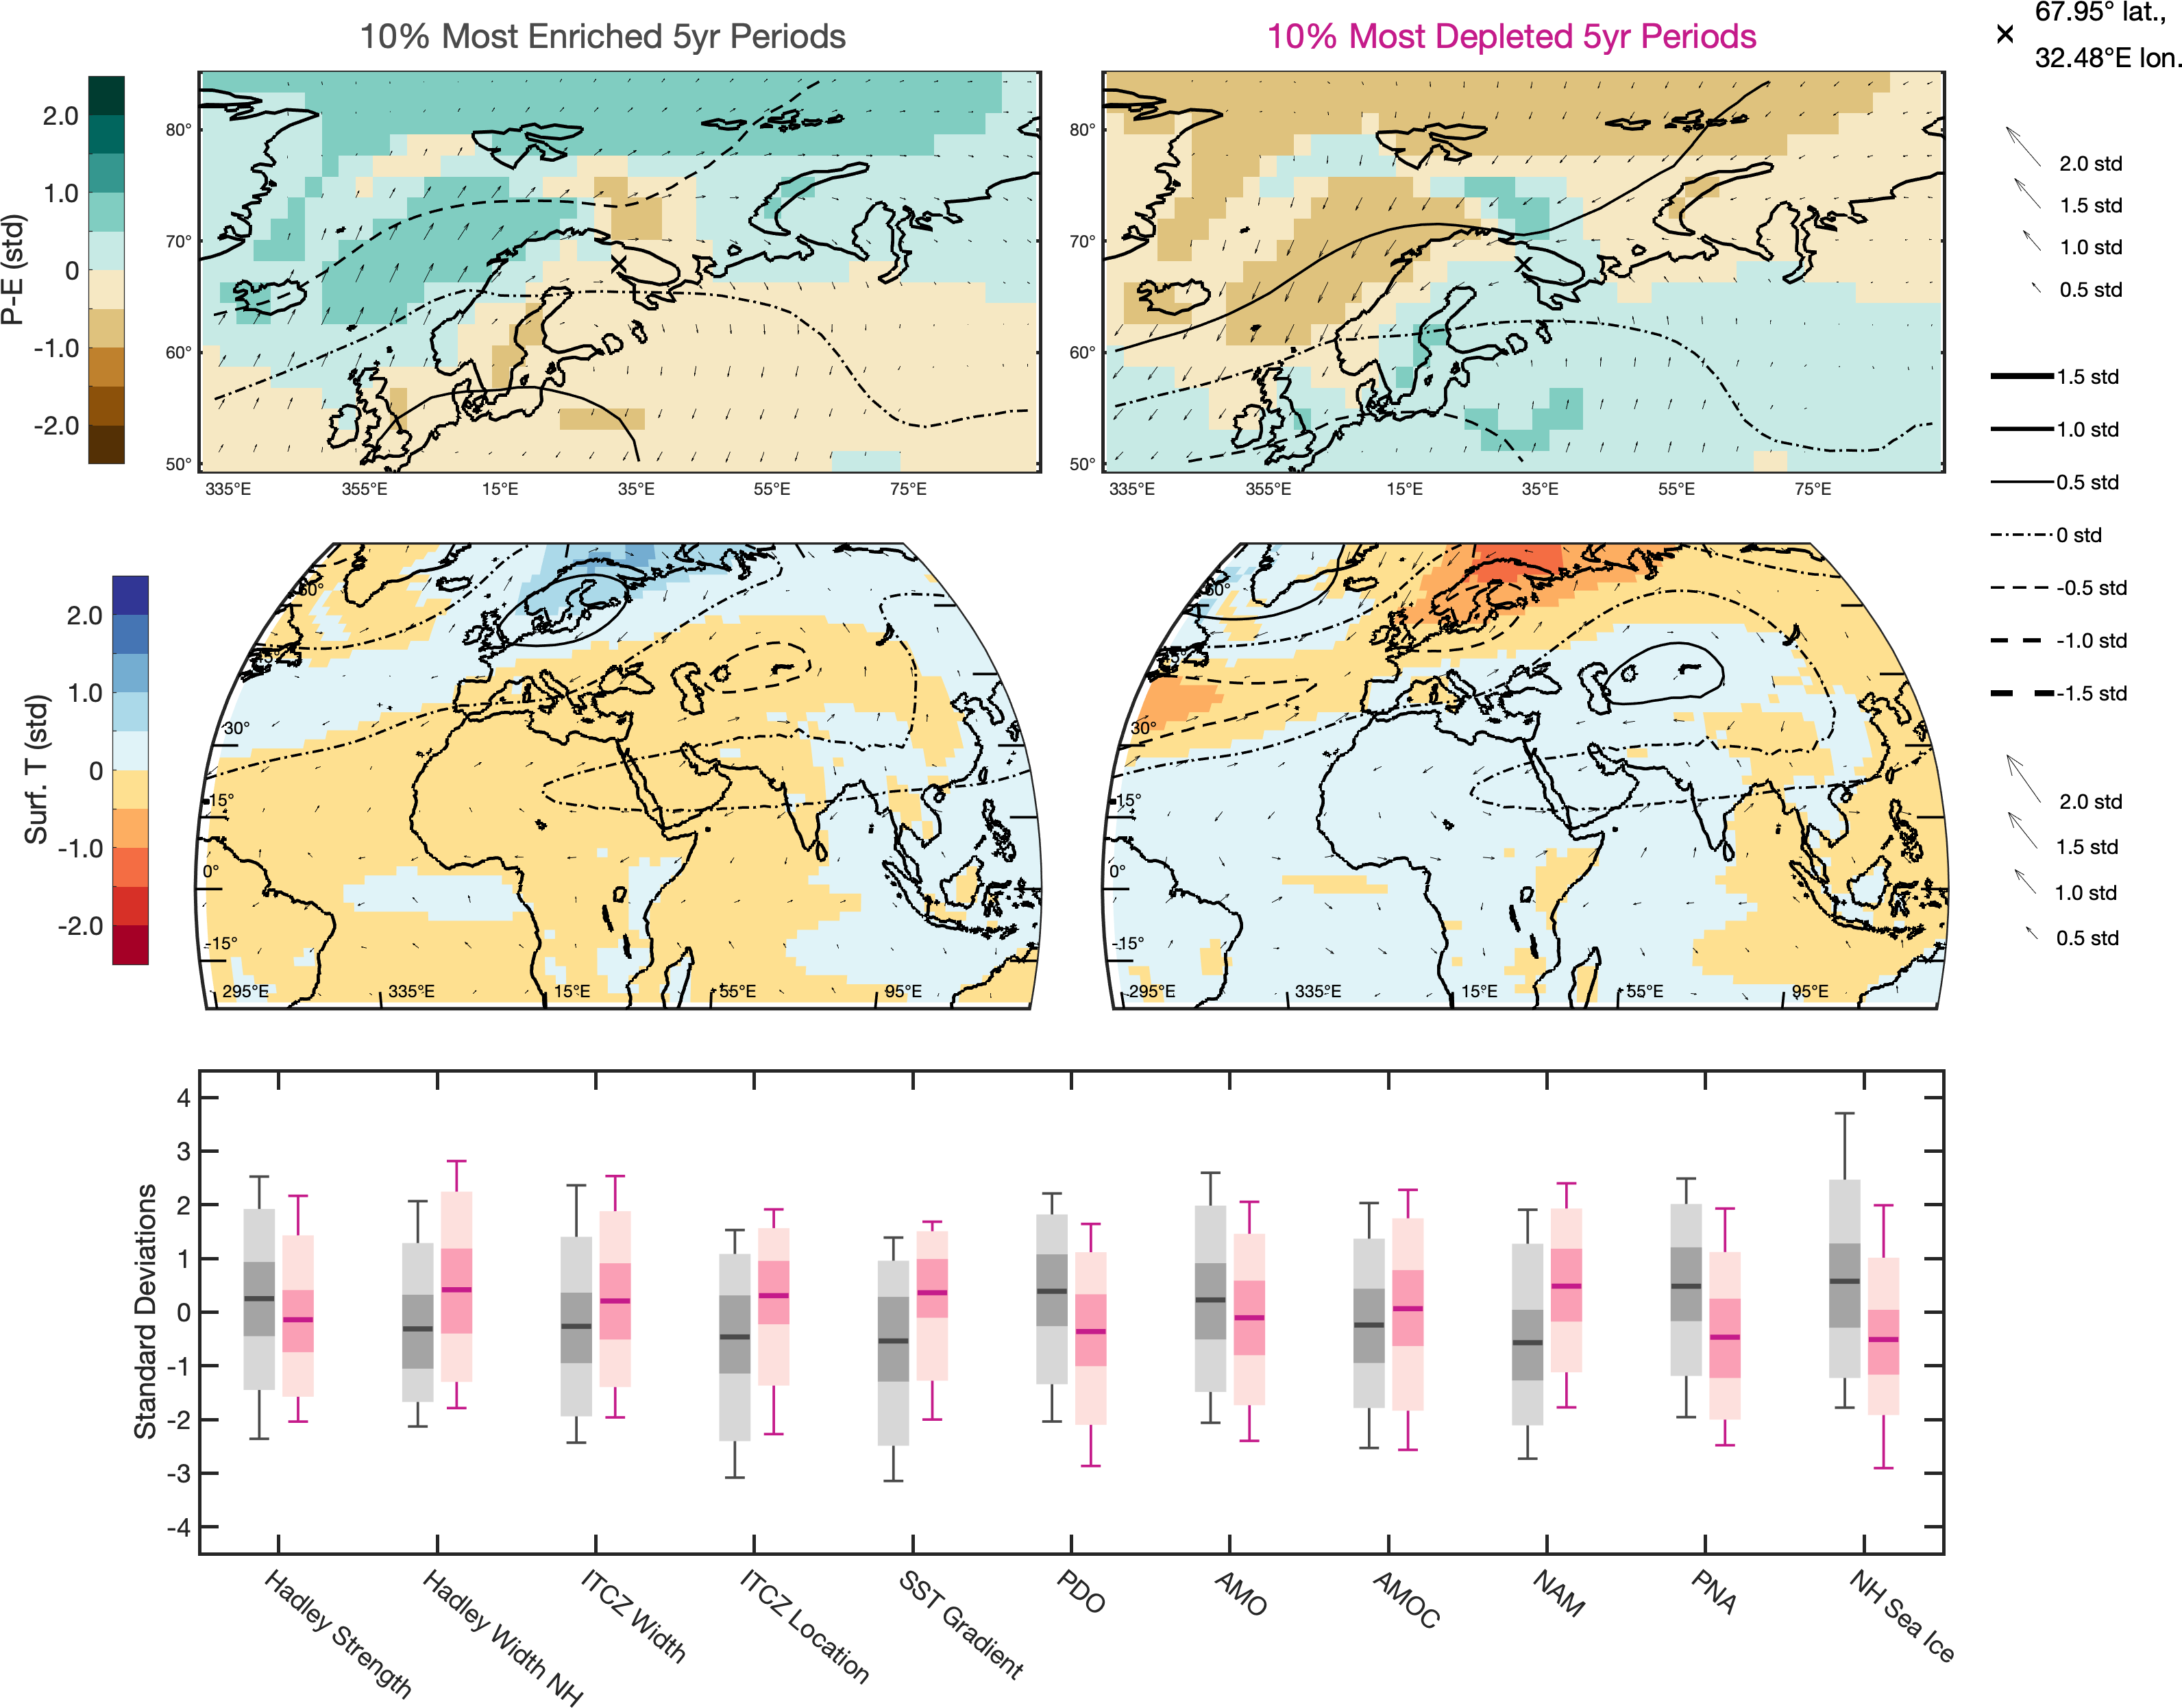 10% Most Enriched 5yr Periods
10% Most Depleted 5yr Periods
67.95° lat.,
32.48°E lon.
P-E (std)
2.0
1.0
0
-1.0
-2.0
80°
70°
60°
50°
335°E 355°E 15°E 35°E 55°E 75°E
80°
70°
60°
50°
335°E 355°E 15°E 35°E 55°E 75°E
2.0 std
1.5 std
1.0 std
0.5 std
1.5 std
1.0 std
0.5 std
0 std
-0.5 std
-1.0 std
-1.5 std
2.0 std
1.5 std
1.0 std
0.5 std
Surf. T (std)
2.0
1.0
0
-1.0
-2.0
30°
15°
0°
-15°
295°E 335°E 15°E 55°E 95°E
30°
15°
0°
-15°
295°E 335°E 15°E 55°E 95°E
Standard Deviations
4
3
2
1
0
-1
-2
-3
-4
Hadley Strength
Hadley Width NH
ITCZ Width
ITCZ Location
SST Gradient
PDO
AMO
AMOC
NAM
PNA
NH Sea Ice